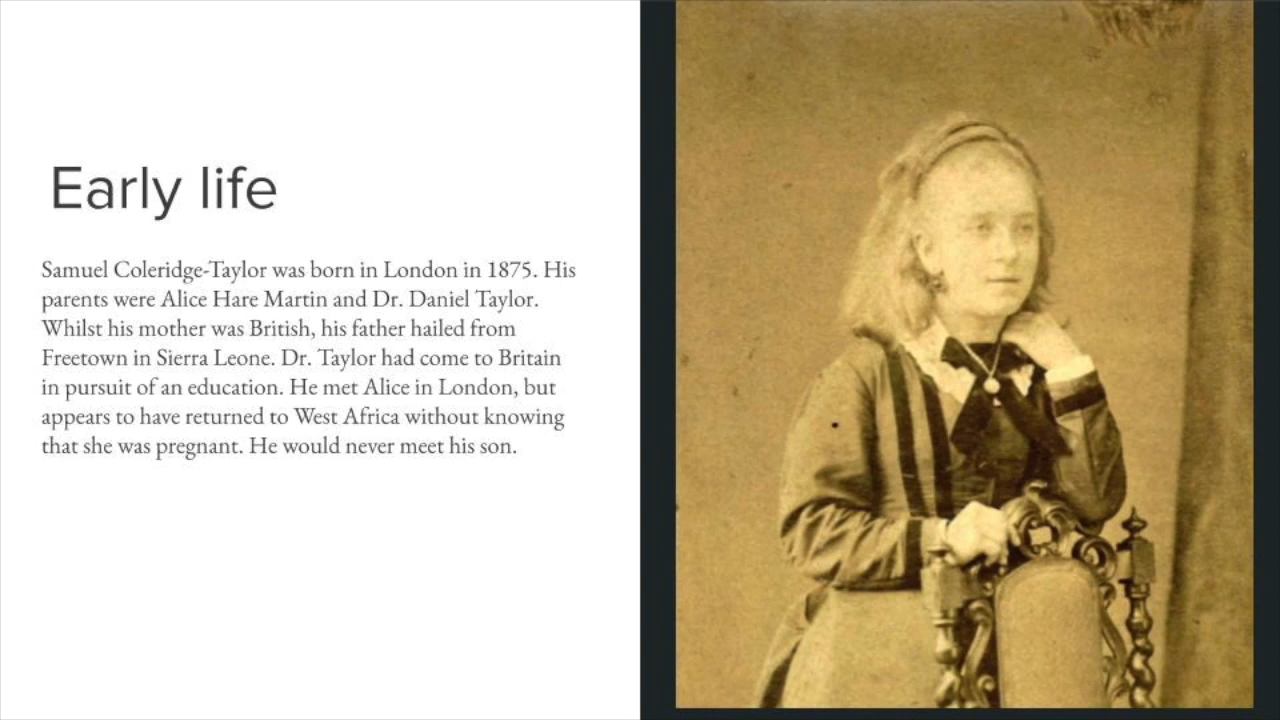 Early life
Samuel Coleridge-Taylor was born in London in 1875. His
parents were Alice Hare Martin and Dr. Daniel Taylor.
Whilst his mother was British, his father hailed from
Freetown in Sierra Leone. Dr. Taylor had come to Britain
in pursuit of an education. He met Alice in London, but
appears to have returned to West Africa without knowing
that she was pregnant. He would never meet his son.